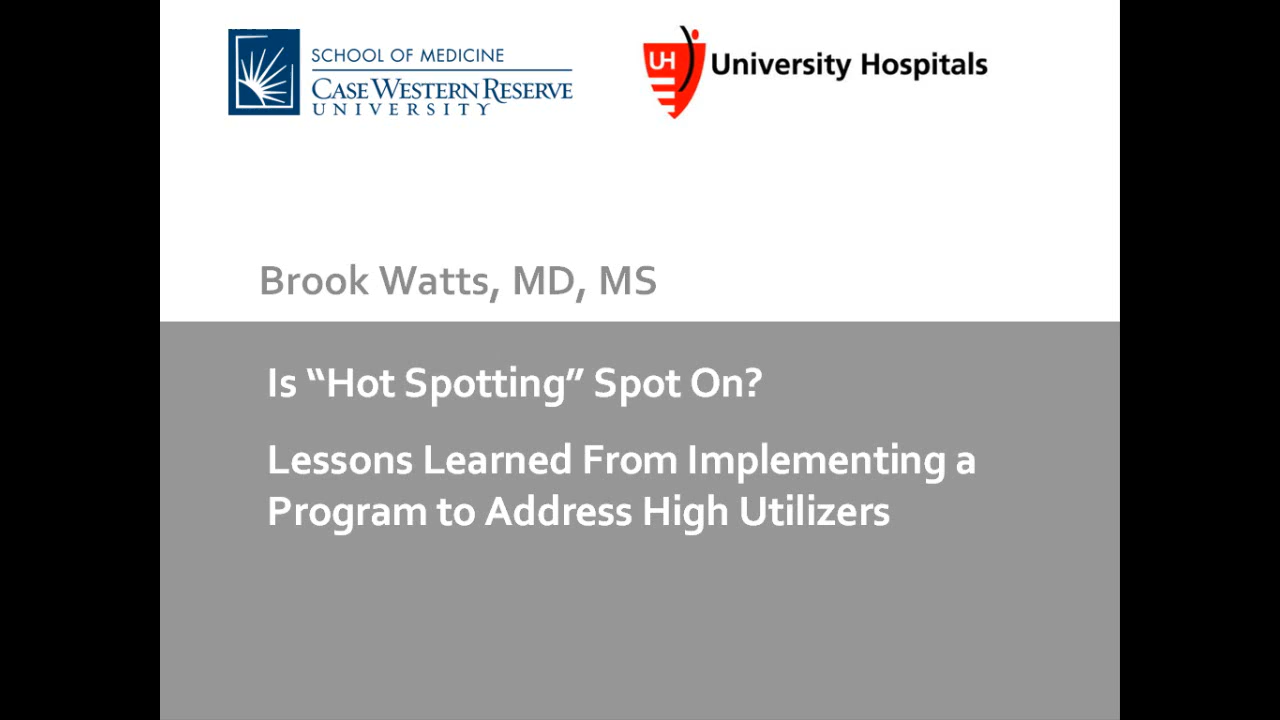 SCHOOL OF MEDICINE
CASE WESTERN RESERVE
UNIVERSITY
UH
University Hospitals
Brook Watts, MD, MS
Is “Hot Spotting” Spot On?
Lessons Learned From Implementing a
Program to Address High Utilizers